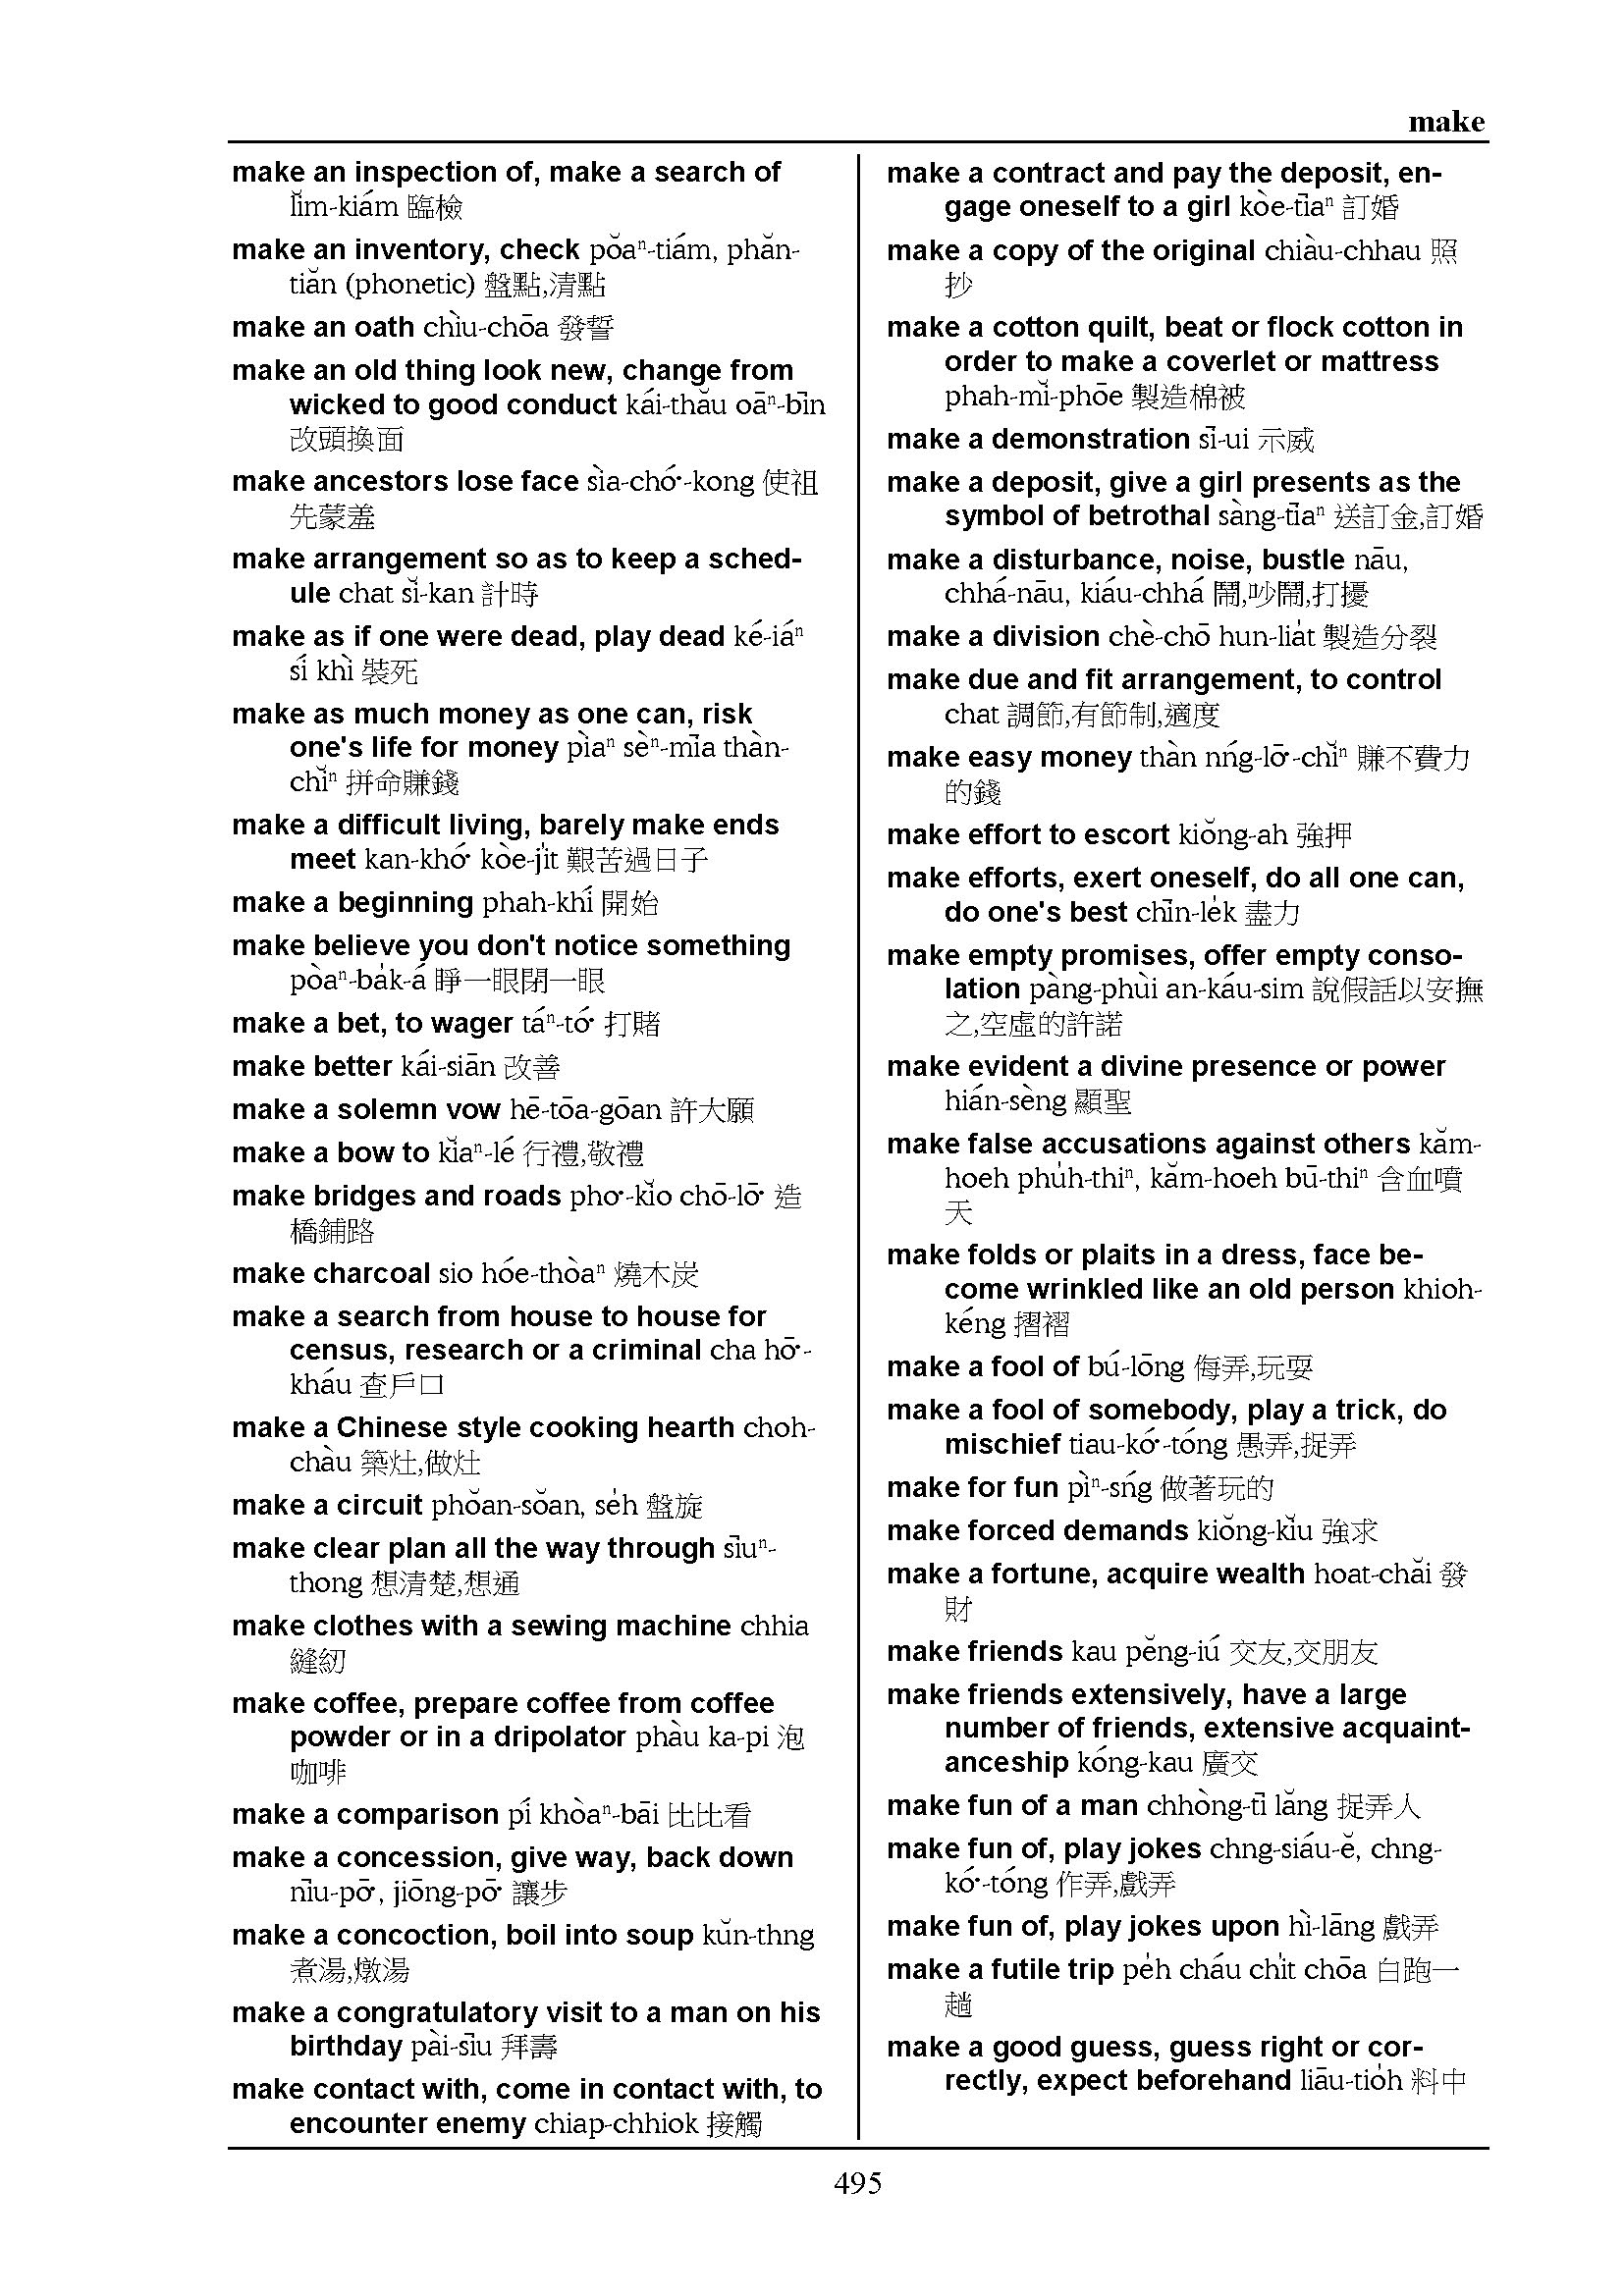 make
make an inspection of, make a search of
lĭm-kiám 臨檢
make an inventory, check pŏaⁿ-tiám, phăn-
tiăn (phonetic) 盤點,清點
make an oath chìu-chōa 發誓
make an old thing look new, change from
wicked to good conduct kái-thău oāⁿ-bīn
改頭換面
make ancestors lose face sìa-chó͘-kong 使祖
先蒙羞
make arrangement so as to keep a sched-
ule chat sĭ-kan 計時
make as if one were dead, play dead ké-iáⁿ
sí khì 裝死
make as much money as one can, risk
one's life for money pìaⁿ sèⁿ-mīa thàn-
chĭⁿ 拼命賺錢
make a difficult living, barely make ends
meet kan-khó͘ kòe-ji̍t 艱苦過日子
make a beginning phah-khí 開始
make believe you don't notice something
pòaⁿ-ba̍k-á 睜一眼閉一眼
make a bet, to wager táⁿ-tó͘ 打賭
make better kái-siān 改善
make a solemn vow hē-tōa-gōan 許大願
make a bow to kĭaⁿ-lé 行禮,敬禮
make bridges and roads pho͘-kĭo chō-lō͘ 造
橋鋪路
make charcoal sio hóe-thòaⁿ 燒木炭
make a search from house to house for
census, research or a criminal cha hō͘-
kháu 查戶口
make a Chinese style cooking hearth choh-
chàu 築灶,做灶
make a circuit phŏan-sŏan, se̍h 盤旋
make clear plan all the way through sīuⁿ-
thong 想清楚,想通
make clothes with a sewing machine chhia
縫紉
make coffee, prepare coffee from coffee
powder or in a dripolator phàu ka-pi 泡
咖啡
make a comparison pí khòaⁿ-bāi 比比看
make a concession, give way, back down
nīu-pō͘, jiōng-pō͘ 讓步
make a concoction, boil into soup kŭn-thng
煮湯,燉湯
make a congratulatory visit to a man on his
birthday pài-sīu 拜壽
make contact with, come in contact with, to
encounter enemy chiap-chhiok 接觸
make a contract and pay the deposit, en-
gage oneself to a girl kòe-tīaⁿ 訂婚
make a copy of the original chiàu-chhau 照
抄
make a cotton quilt, beat or flock cotton in
order to make a coverlet or mattress
phah-mĭ-phōe 製造棉被
make a demonstration sī-ui 示威
make a deposit, give a girl presents as the
symbol of betrothal sàng-tīaⁿ 送訂金,訂婚
make a disturbance, noise, bustle nāu,
chhá-nāu, kiáu-chhá 鬧,吵鬧,打擾
make a division chè-chō hun-lia̍t 製造分裂
make due and fit arrangement, to control
chat 調節,有節制,適度
make easy money thàn nńg-lō͘-chĭⁿ 賺不費力
的錢
make effort to escort kiŏng-ah 強押
make efforts, exert oneself, do all one can,
do one's best chīn-le̍k 盡力
make empty promises, offer empty conso-
lation pàng-phùi an-káu-sim 說假話以安撫
之,空虛的許諾
make evident a divine presence or power
hián-sèng 顯聖
make false accusations against others kăm-
hoeh phu̍h-thiⁿ, kăm-hoeh bū-thiⁿ 含血噴
天
make folds or plaits in a dress, face be-
come wrinkled like an old person khioh-
kéng 摺褶
make a fool of bú-lōng 侮弄,玩耍
make a fool of somebody, play a trick, do
mischief tiau-kó͘-tóng 愚弄,捉弄
make for fun pìⁿ-sńg 做著玩的
make forced demands kiŏng-kĭu 強求
make a fortune, acquire wealth hoat-chăi 發
財
make friends kau pĕng-iú 交友,交朋友
make friends extensively, have a large
number of friends, extensive acquaint-
anceship kóng-kau 廣交
make fun of a man chhòng-tī lăng 捉弄人
make fun of, play jokes chng-siáu-ĕ, chng-
kó͘-tóng 作弄,戲弄
make fun of, play jokes upon hì-lāng 戲弄
make a futile trip pe̍h cháu chi̍t chōa 白跑一
趟
make a good guess, guess right or cor-
rectly, expect beforehand liāu-tio̍h 料中
495